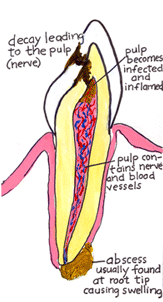 decay leading
to the pulp
(nerve)
pulp
becomes
infected
and
inflamed
pulp con-
tains nerve
and blood
vessels
abscess
usually found
at root tip
causing swelling